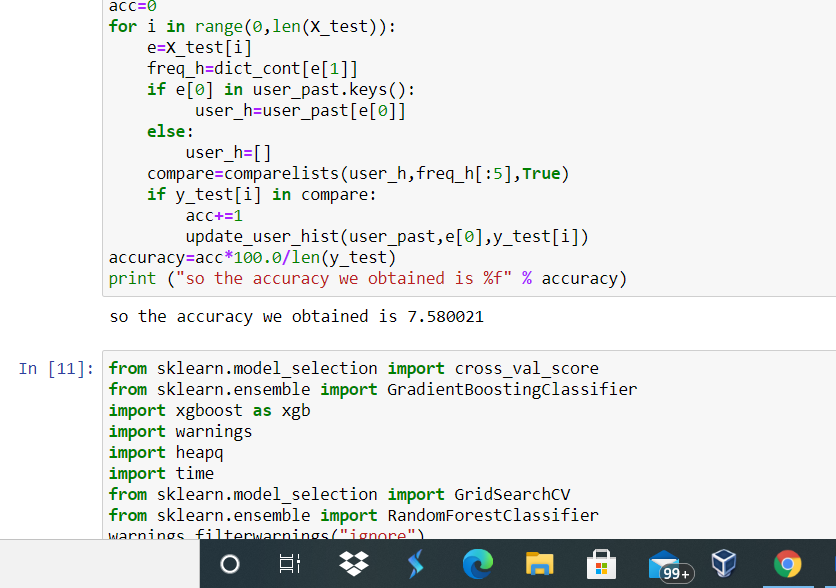 acc=0
for i in range(0,len(X_test)):
    e=X_test[i]
    freq_h=dict_cont[e[1]]
    if e[0] in user_past.keys():
         user_h=user_past[e[0]]
    else:
        user_h=[]
    compare=comparelists(user_h,freq_h[:5],True)
    if y_test[i] in compare:
        acc+=1
        update_user_hist(user_past,e[0],y_test[i])
accuracy=acc*100.0/len(y_test)
print ("so the accuracy we obtained is %f" % accuracy)
so the accuracy we obtained is 7.580021
In [11]: from sklearn.model_selection import cross_val_score
from sklearn.ensemble import GradientBoostingClassifier
import xgboost as xgb
import warnings
import heapq
import time
from sklearn.model_selection import GridSearchCV
from sklearn.ensemble import RandomForestClassifier
warnings.filterwarnings("ignore")
99+